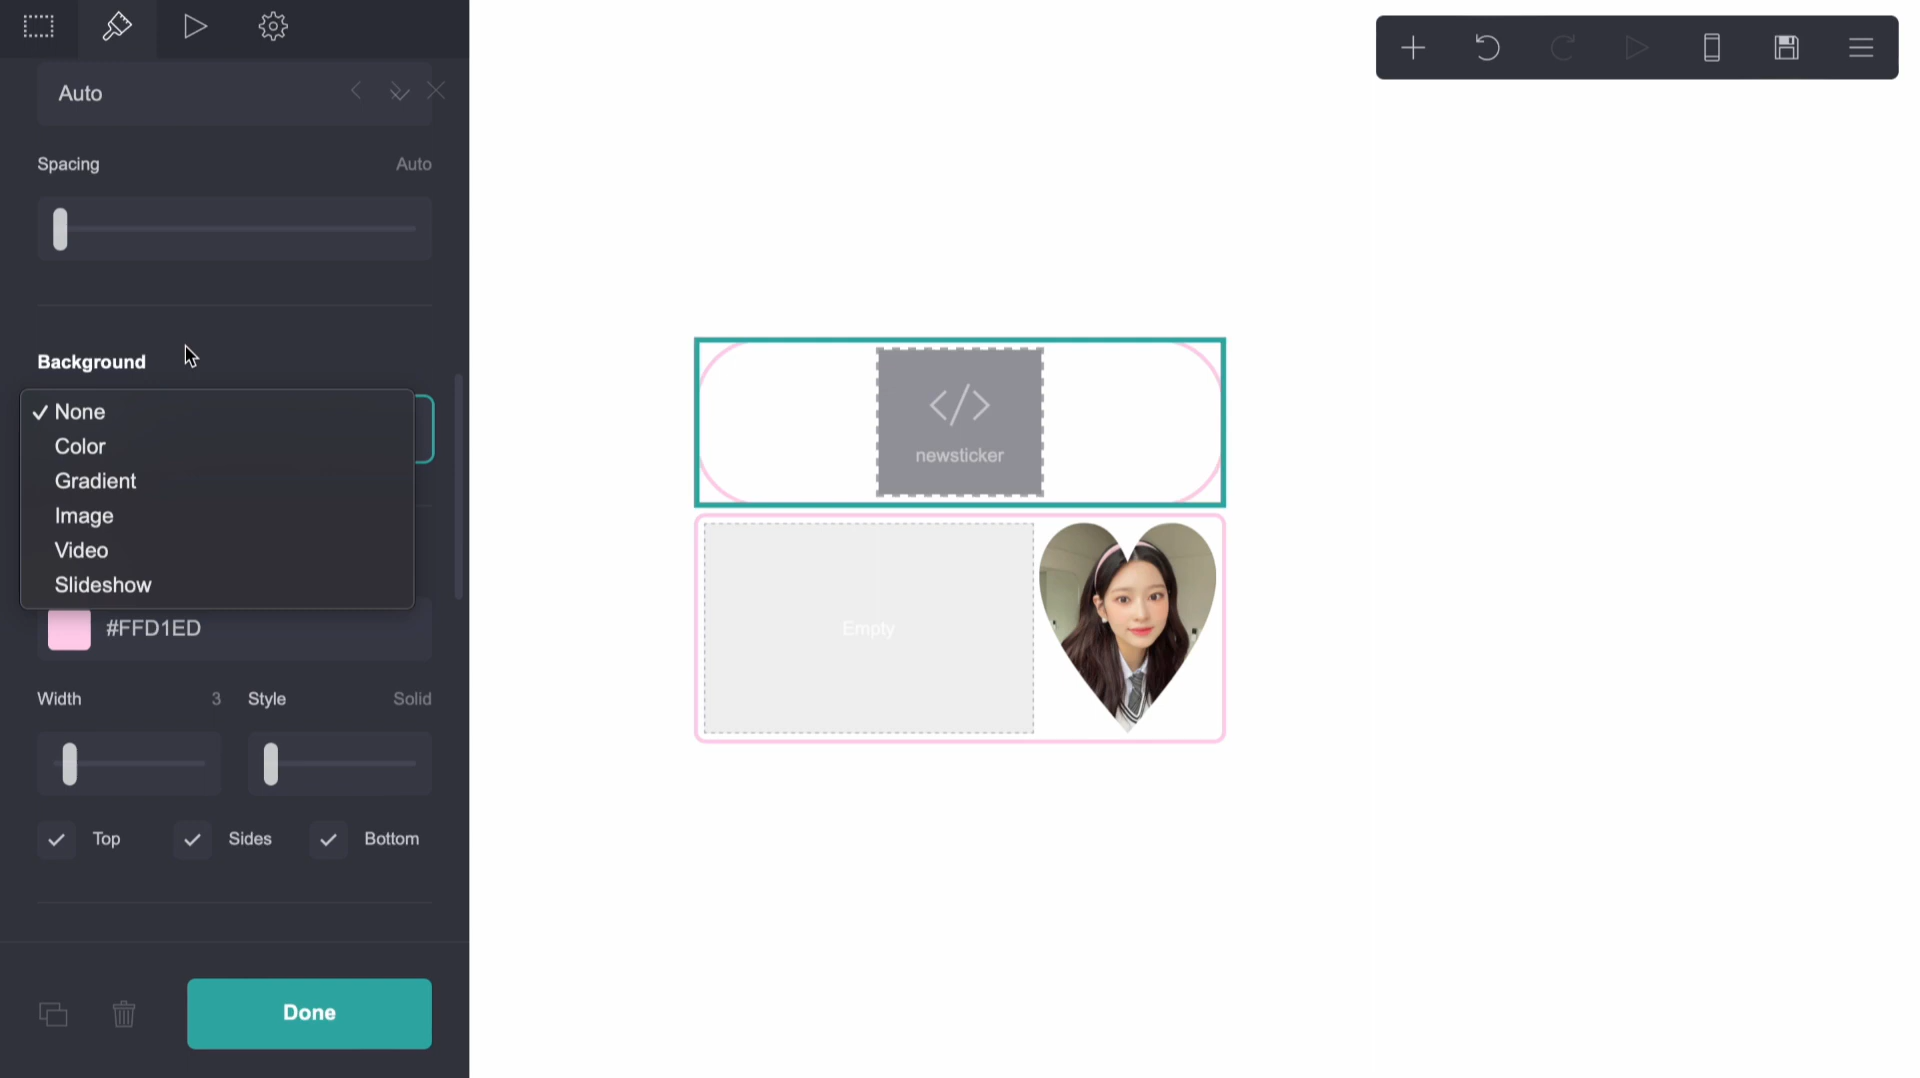 Auto
Spacing
Auto
Background
None
Color
Gradient
Image
Video
Slideshow
#FFD1ED
Width
3
Style
Solid
Top
Sides
Bottom
Done
</>
newsticker
Empty